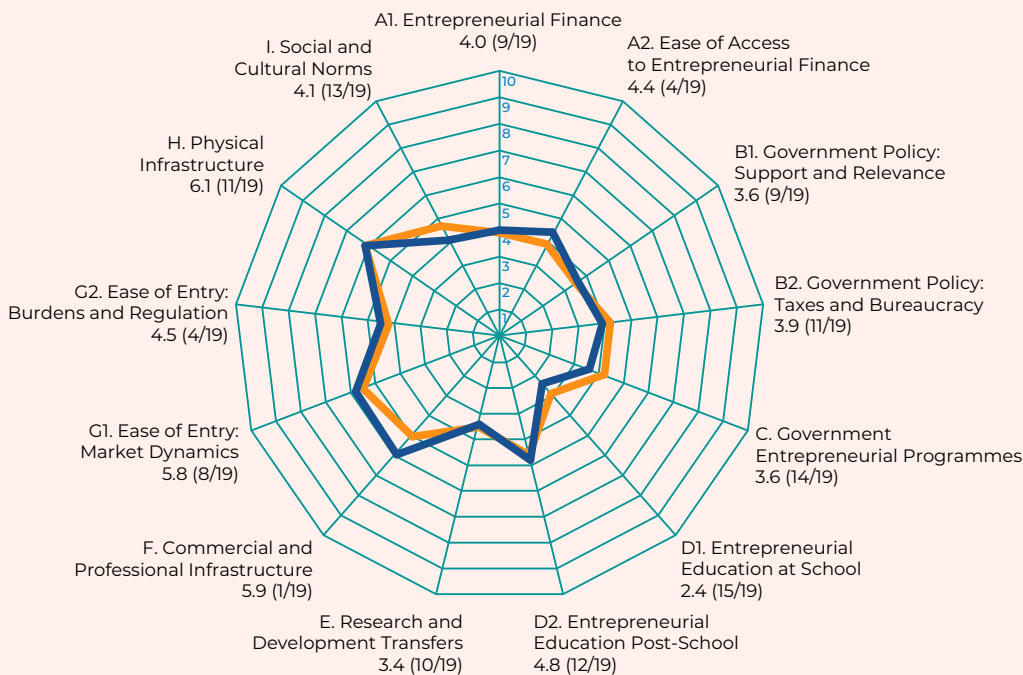 A1. Entrepreneurial Finance
4.0 (9/19)
A2. Ease of Access
to Entrepreneurial Finance
4.4 (4/19)
B1. Government Policy:
Support and Relevance
3.6 (9/19)
B2. Government Policy:
Taxes and Bureaucracy
3.9 (11/19)
C. Government
Entrepreneurial Programmes
3.6 (14/19)
D1. Entrepreneurial
Education at School
2.4 (15/19)
D2. Entrepreneurial
Education Post-School
4.8 (12/19)
E. Research and
Development Transfers
3.4 (10/19)
F. Commercial and
Professional Infrastructure
5.9 (1/19)
G1. Ease of Entry:
Market Dynamics
5.8 (8/19)
G2. Ease of Entry:
Burdens and Regulation
4.5 (4/19)
H. Physical
Infrastructure
6.1 (11/19)
I. Social and
Cultural Norms
4.1 (13/19)
10
9
8
7
6
5
4
3
2
1